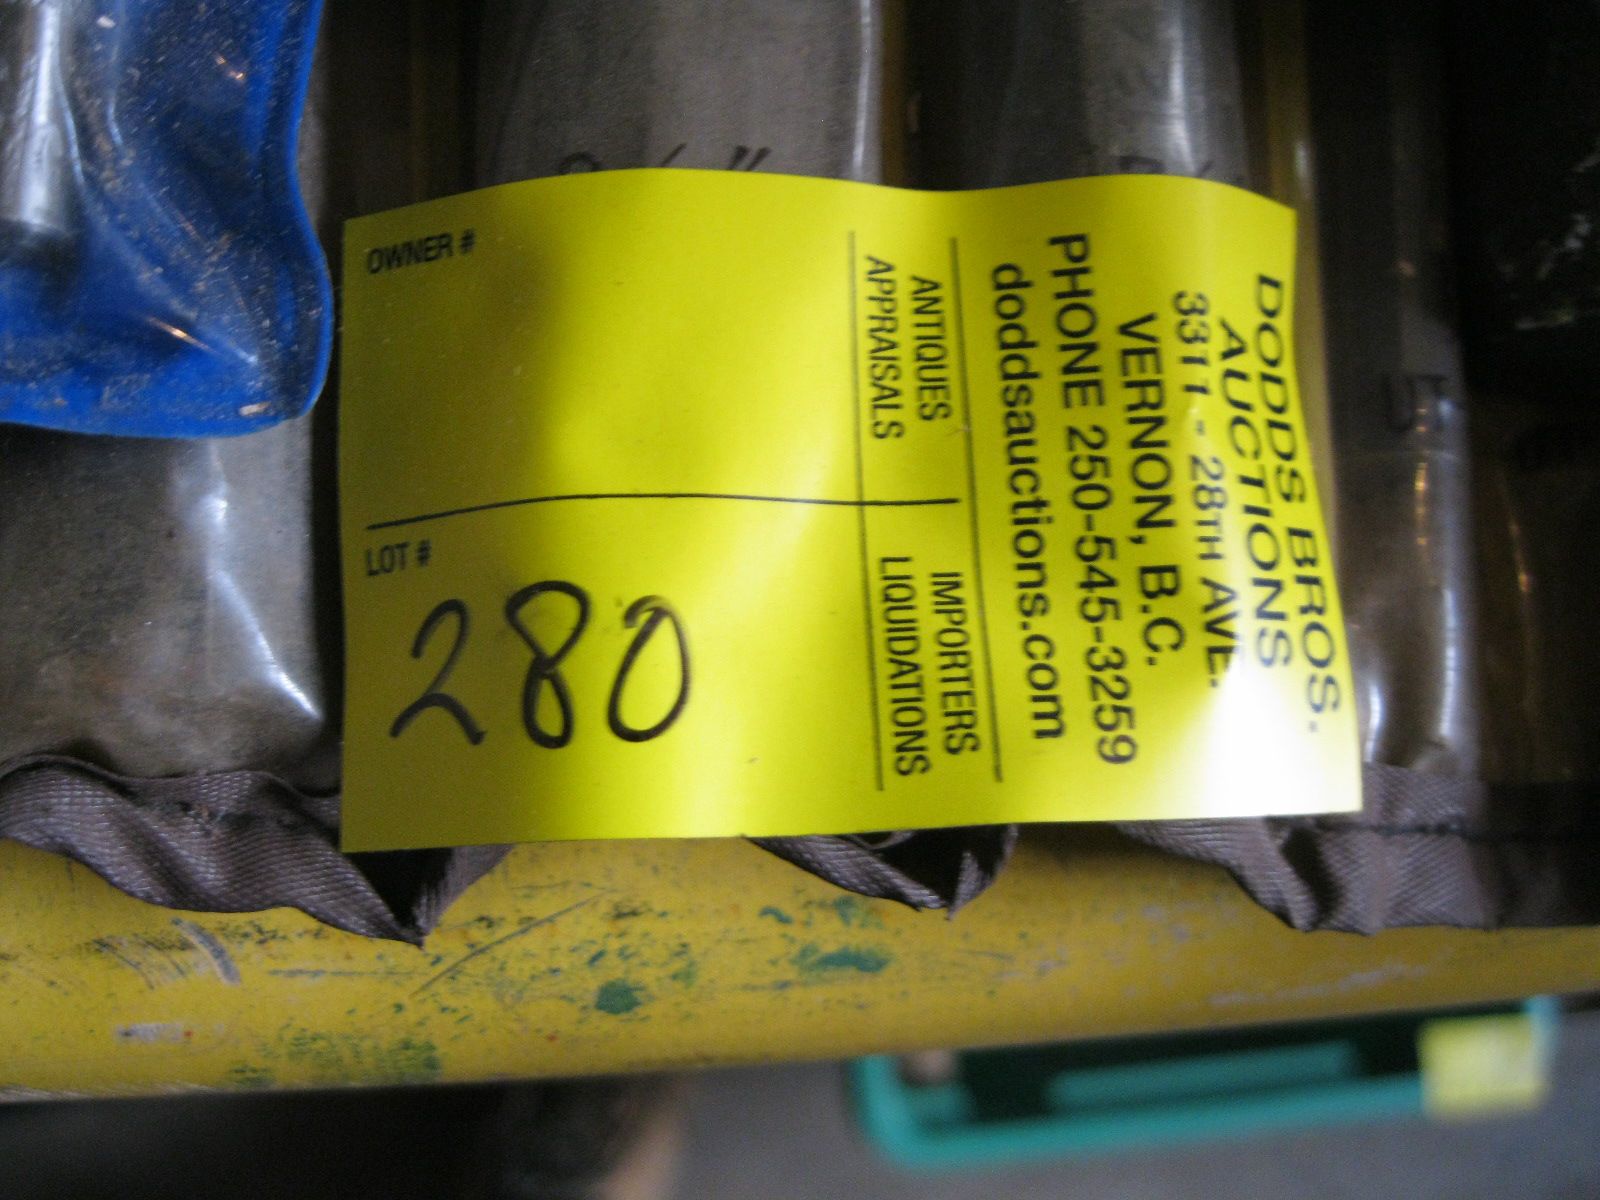 DODDS BROS.
AUCTIONS
3311 - 28TH AVE.
VERNON, B.C.
PHONE 250-545-3259
doddsauctions.com
ANTIQUES
APPRAISALS
IMPORTERS
LIQUIDATIONS
OWNER #
LOT #
280